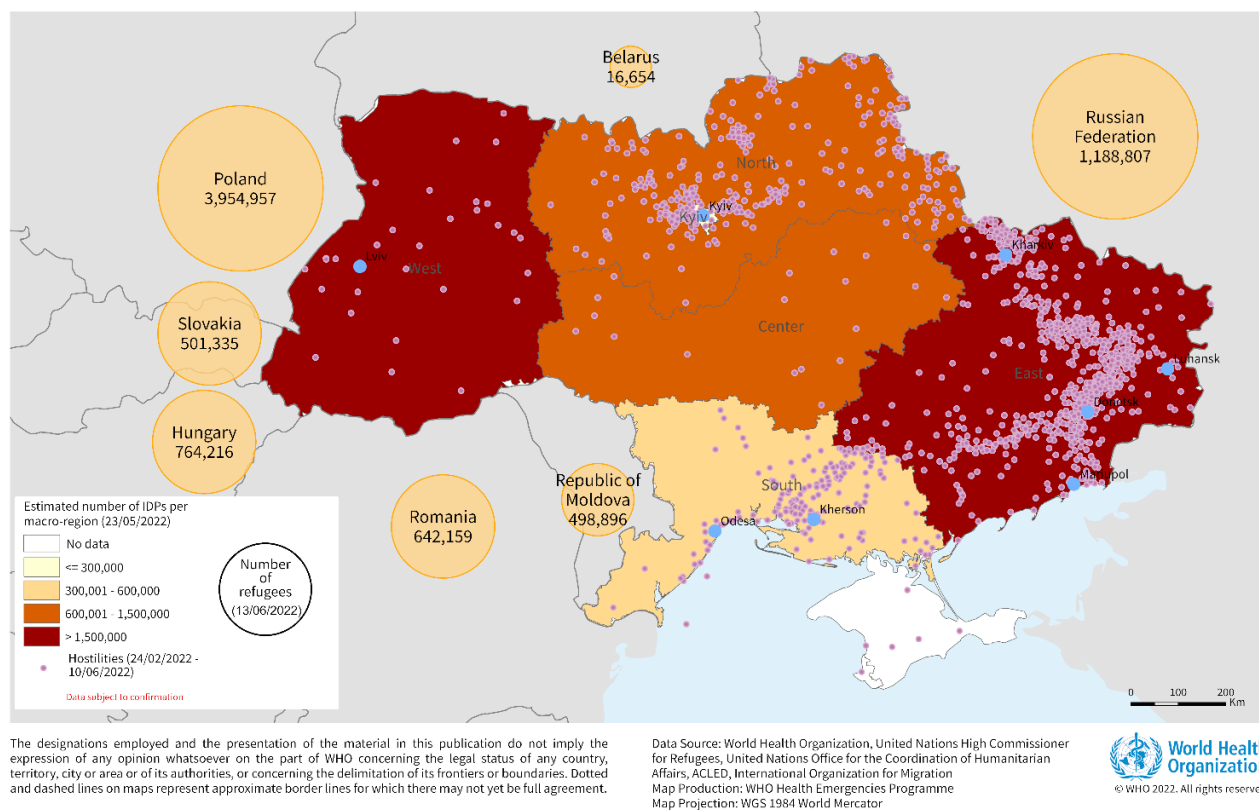 Belarus
16,654
Russian
Federation
1,188,807
Poland
3,954,957
North
Kyiv
Kyiv
Kharkiv
Lviv
West
Slovakia
501,335
Center
Luhansk
East
Donetsk
Hungary
764,216
Republic of
Moldova
498,896
South
Mariupol
Romania
642,159
Odesa
Kherson
Estimated number of IDPs per
macro-region (23/05/2022)
No data
<= 300,000
300,001 - 600,000
600,001 - 1,500,000
> 1,500,000
Hostilities (24/02/2022 -
10/06/2022)
Data subject to confirmation
Number
of
refugees
(13/06/2022)
0 100 200
Km
The designations employed and the presentation of the material in this publication do not imply the
expression of any opinion whatsoever on the part of WHO concerning the legal status of any country,
territory, city or area or of its authorities, or concerning the delimitation of its frontiers or boundaries. Dotted
and dashed lines on maps represent approximate border lines for which there may not yet be full agreement.
Data Source: World Health Organization, United Nations High Commissioner
for Refugees, United Nations Office for the Coordination of Humanitarian
Affairs, ACLED, International Organization for Migration
Map Production: WHO Health Emergencies Programme
Map Projection: WGS 1984 World Mercator
World Heal
Organizatio
© WHO 2022. All rights reserve